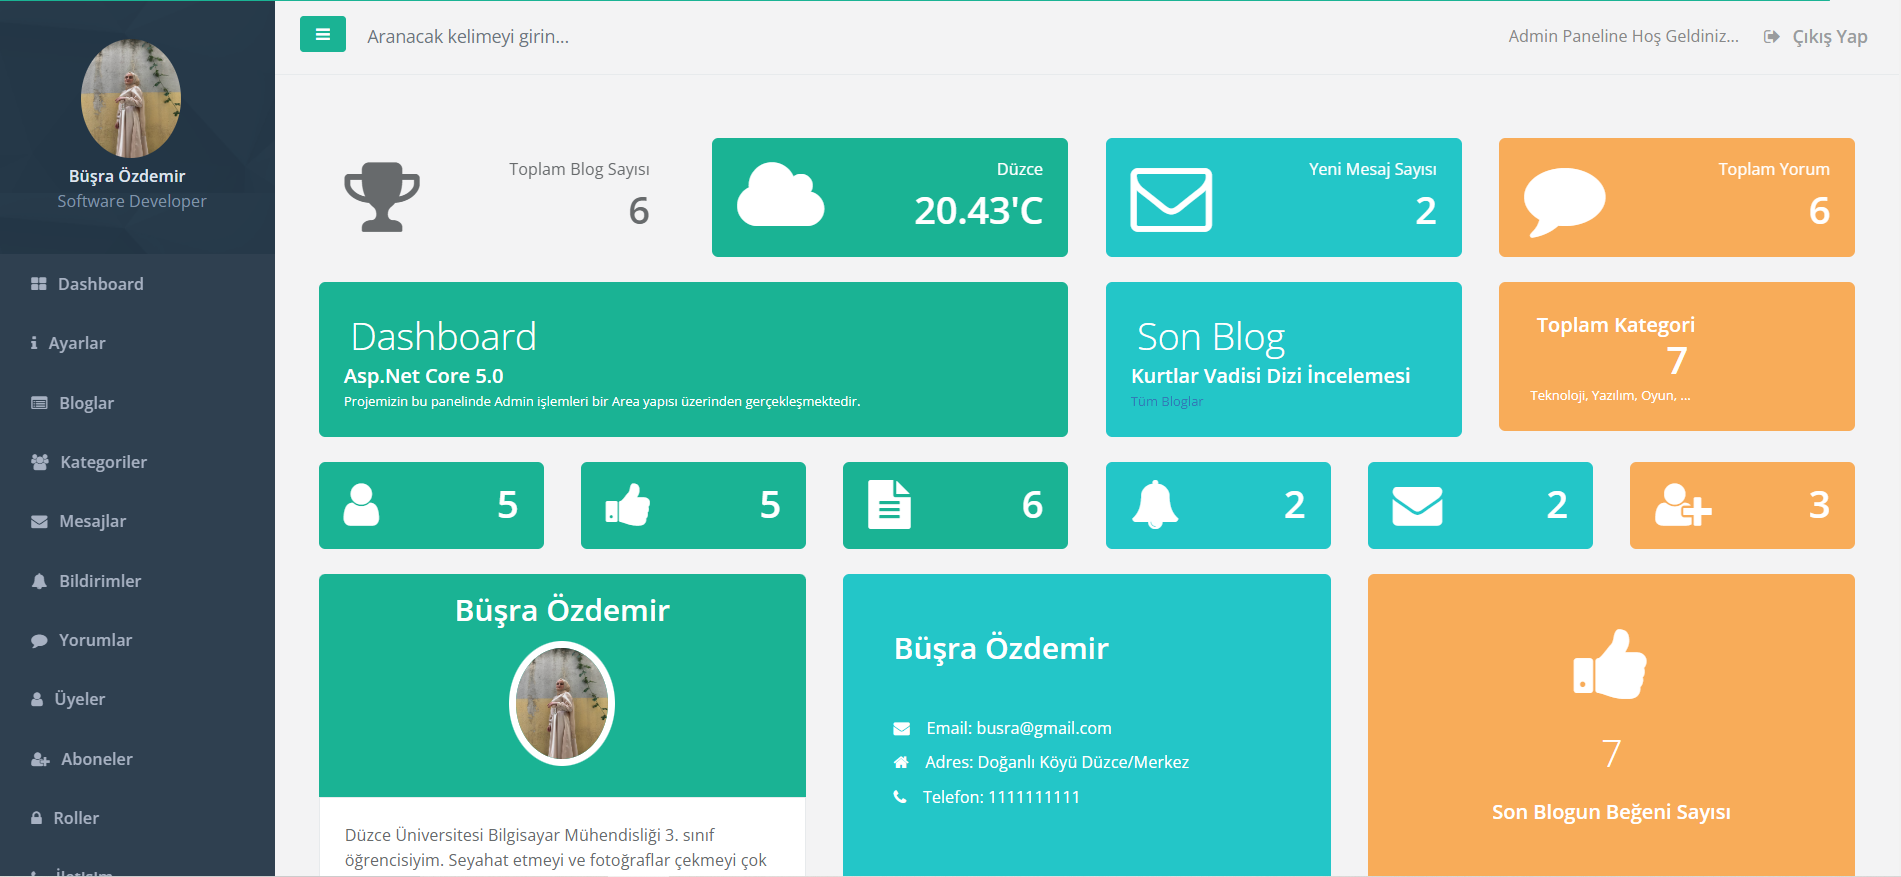 Büşra Özdemir
Software Developer
Dashboard
Ayarlar
Bloglar
Kategoriler
Mesajlar
Bildirimler
Yorumlar
Üyeler
Aboneler
Roller
İletişim
Aranacak kelimeyi girin...
Admin Paneline Hoş Geldiniz...
Çıkış Yap
Toplam Blog Sayısı
6
Düzce
20.43'C
Yeni Mesaj Sayısı
2
Toplam Yorum
6
Dashboard
Asp.Net Core 5.0
Projemizin bu panelinde Admin işlemleri bir Area yapısı üzerinden gerçekleşmektedir.
Son Blog
Kurtlar Vadisi Dizi İncelemesi
Tüm Bloglar
Toplam Kategori
7
Teknoloji, Yazılım, Oyun, ...
5
5
6
2
2
3
Büşra Özdemir
Düzce Üniversitesi Bilgisayar Mühendisliği 3. sınıf
öğrencisiyim. Seyahat etmeyi ve fotoğraflar çekmeyi çok
Büşra Özdemir
Email: busra@gmail.com
Adres: Doğanlı Köyü Düzce/Merkez
Telefon: 1111111111
7
Son Blogun Beğeni Sayısı